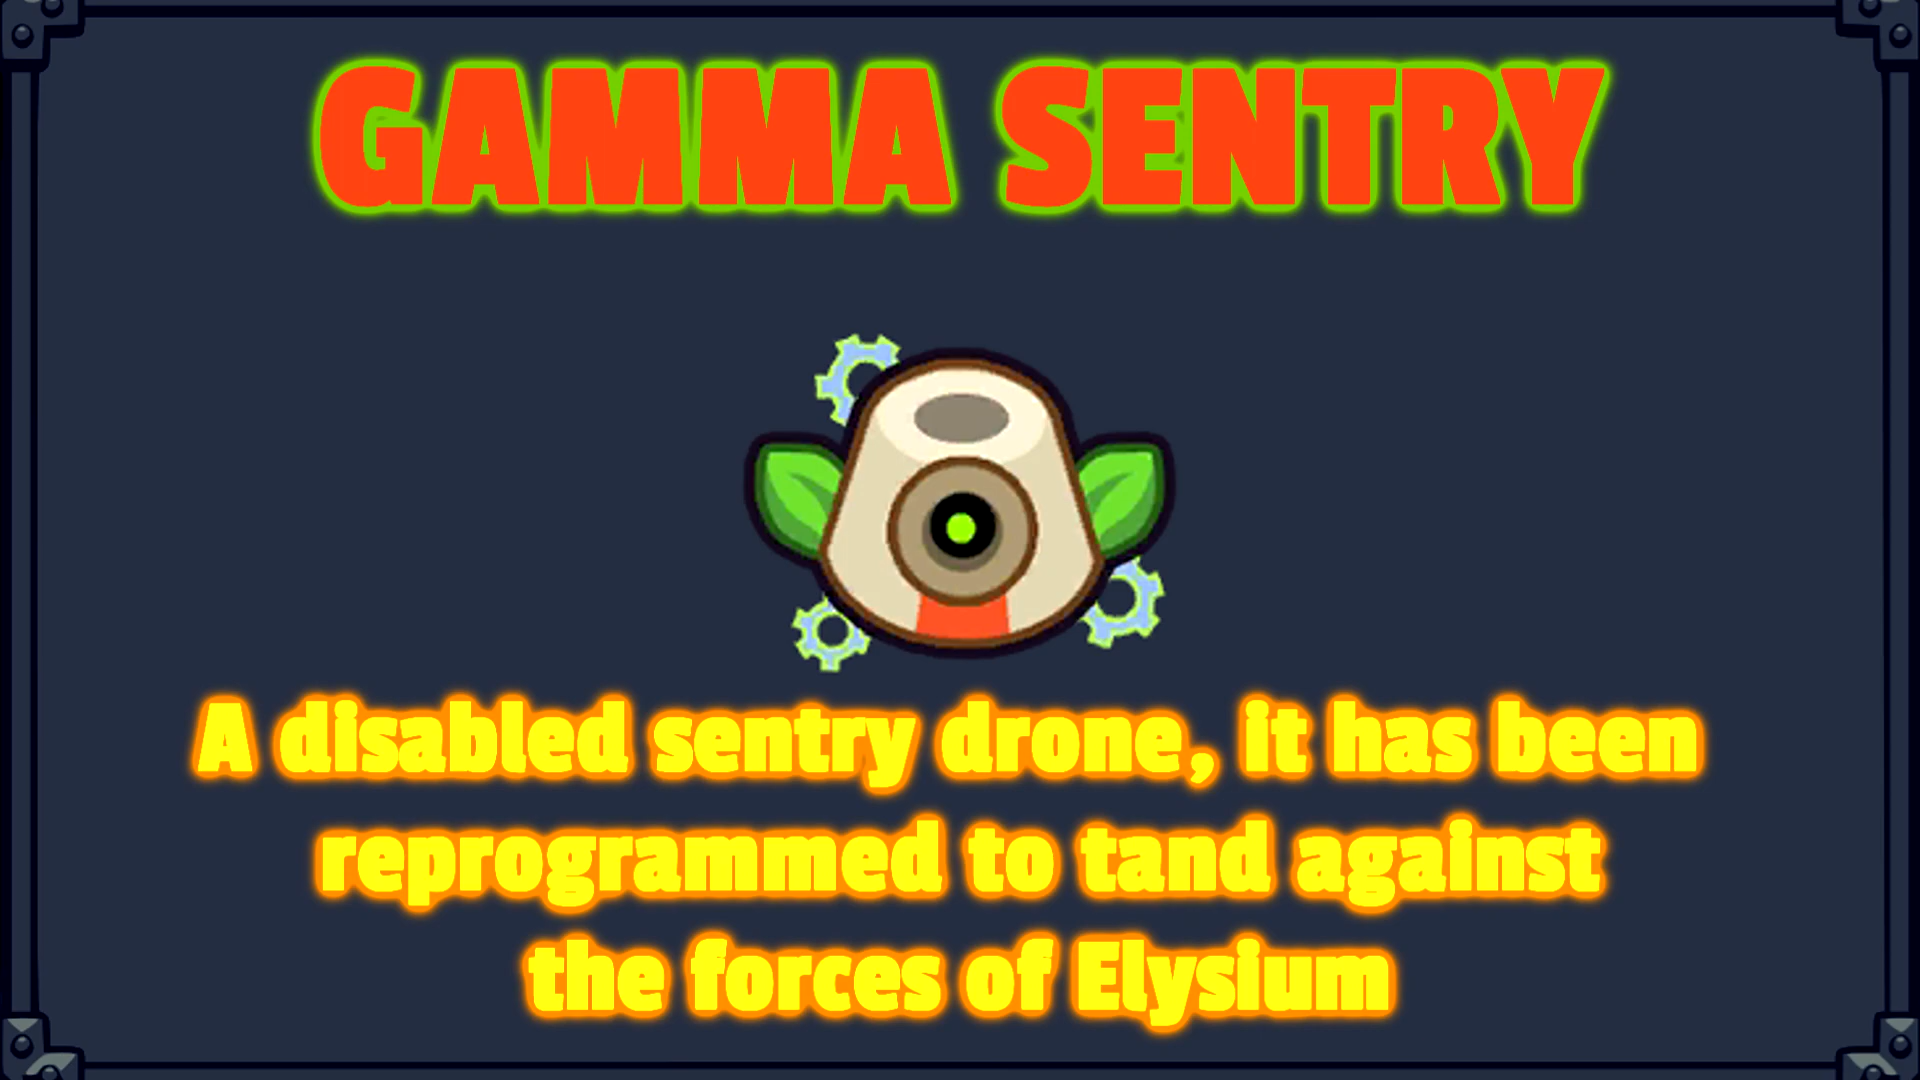 GAMMA SENTRY
A disabled sentry drone, it has been
reprogrammed to tand against
the forces of Elysium